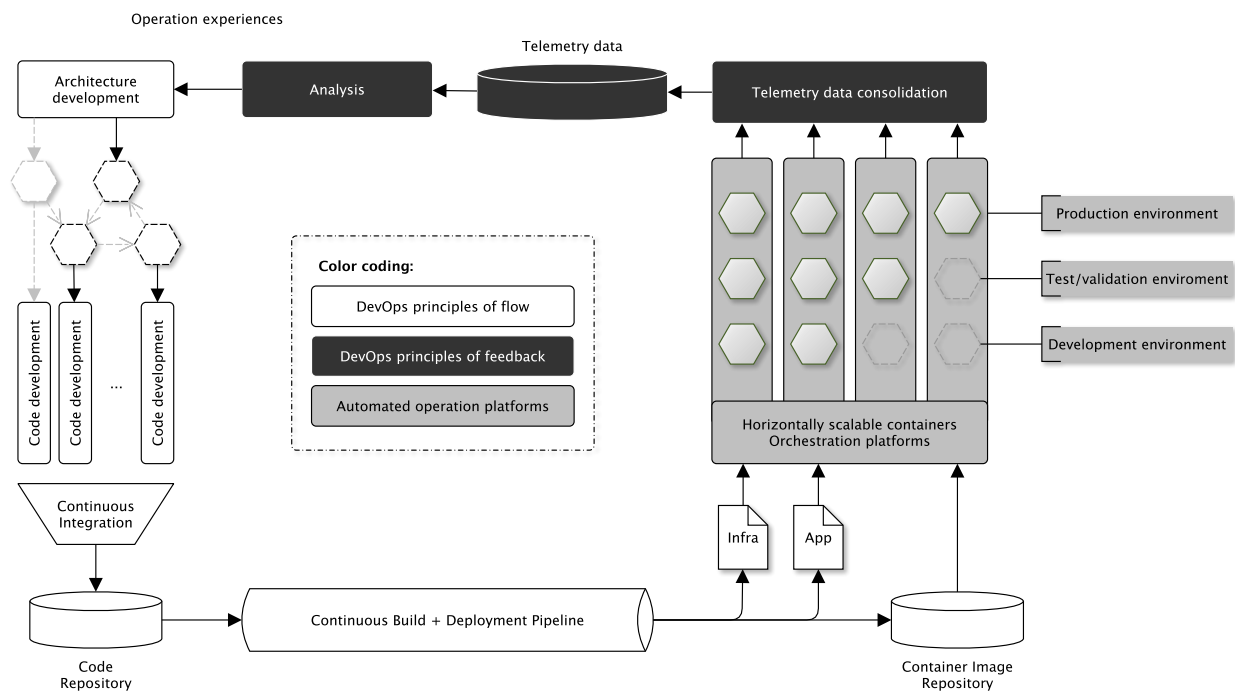 Operation experiences
Telemetry data
Architecture
development
Analysis
Telemetry data consolidation
Production environment
Test/validation enviroment
Development environment
Color coding:
DevOps principles of flow
DevOps principles of feedback
Automated operation platforms
Code development
Code development
...
Code development
Horizontally scalable containers
Orchestration platforms
Continuous
Integration
Infra
App
Continuous Build + Deployment Pipeline
Code
Repository
Container Image
Repository